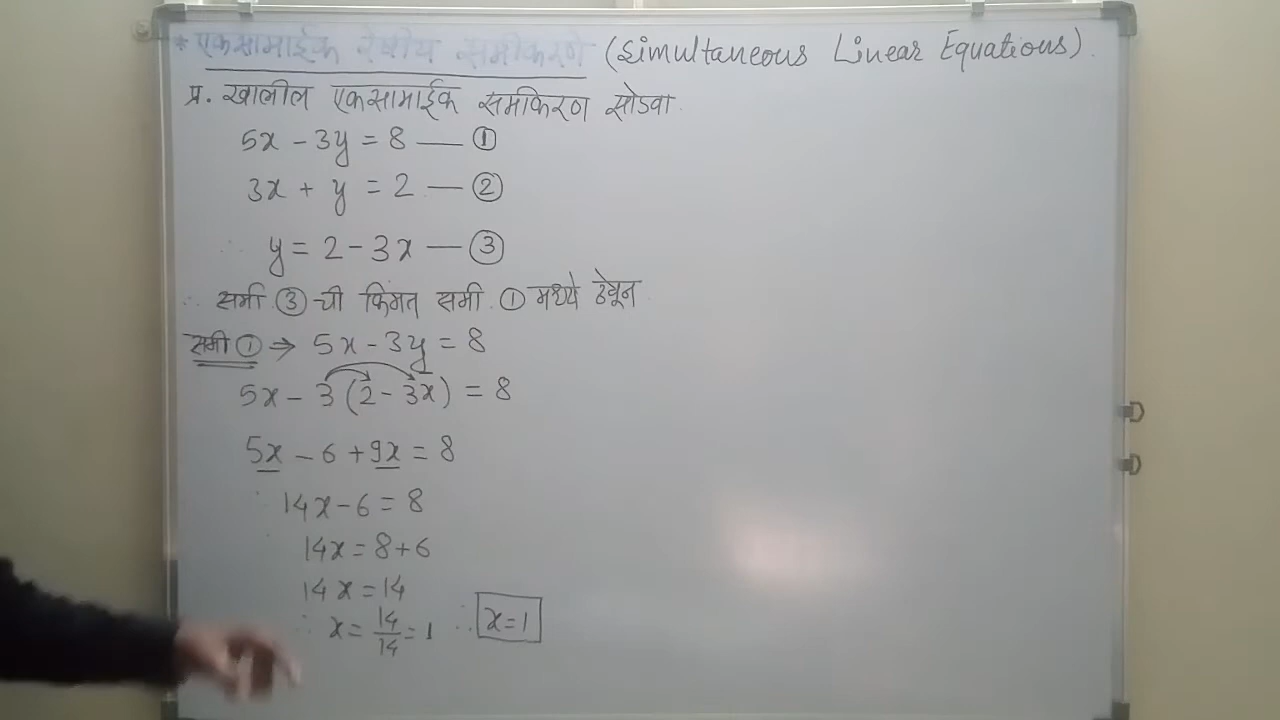 * एकसामाईक रेषीय समीकरणे (Simultaneous Linear Equations).
प्र. खालील एकसामाईक समकिरण सोडवा.
5x - 3y = 8 — ①
3x + y = 2 — ②
∴ y = 2 - 3x — ③
∴ समी ③ ची किंमत समी. ① मध्ये ठेवून.
समी ① ⇒ 5x - 3y = 8
5x - 3 (2 - 3x) = 8
5x - 6 + 9x = 8
∴ 14x - 6 = 8
14x = 8 + 6
14x = 14
∴ x = 14/14 = 1 ∴ x = 1